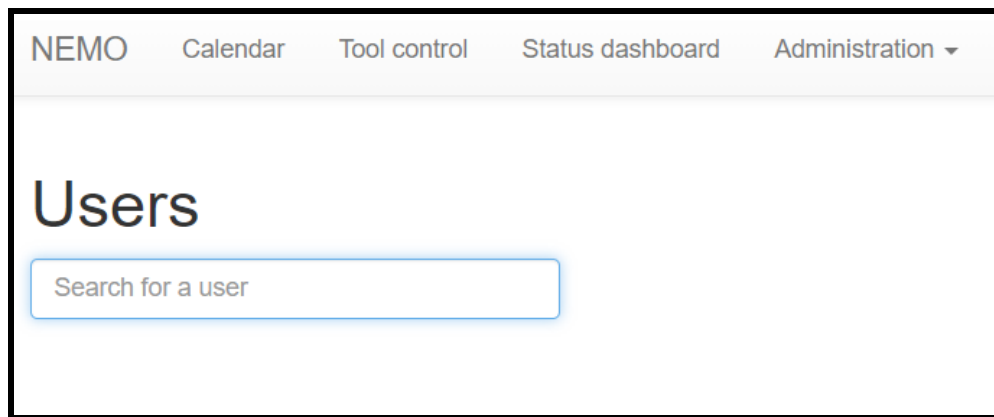 NEMO Calendar Tool control Status dashboard Administration
Users
Search for a user